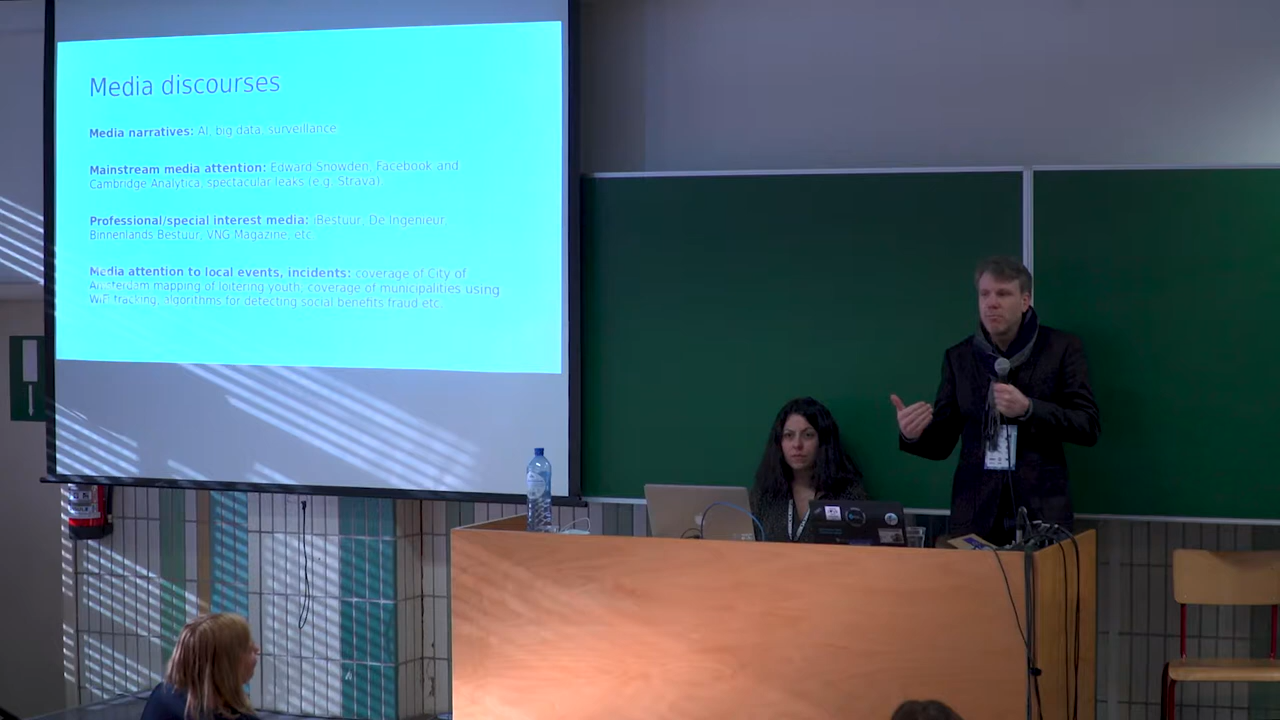 Media discourses
Media narratives: AI, big data, surveillance
Mainstream media attention: Edward Snowden, Facebook and
Cambridge Analytica, spectacular leaks (e.g. Strava)
Professional/special interest media: iBestuur, De Ingenieur,
Binnenlands Bestuur, VNG Magazine, etc.
Media attention to local events, incidents: coverage of City of
Amsterdam mapping of loitering youth, coverage of municipalities using
WiFi tracking, algorithms for detecting social benefits fraud etc.